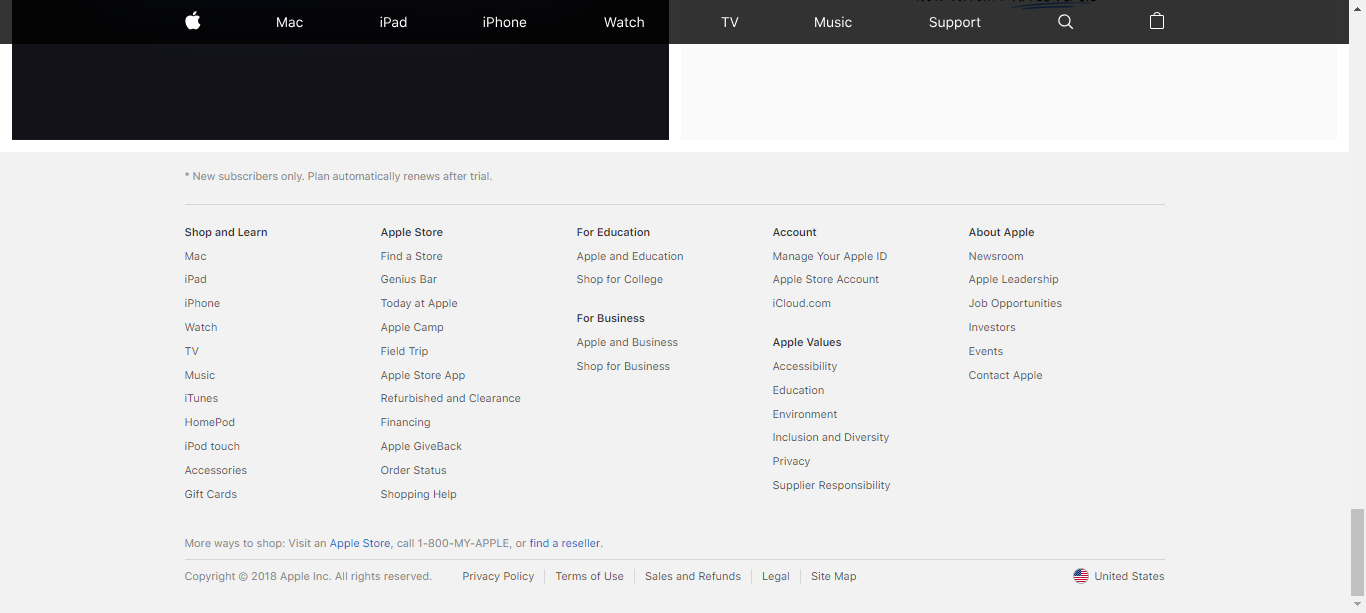 Mac iPad iPhone Watch TV Music Support
* New subscribers only. Plan automatically renews after trial.
Shop and Learn
Mac
iPad
iPhone
Watch
TV
Music
iTunes
HomePod
iPod touch
Accessories
Gift Cards
Apple Store
Find a Store
Genius Bar
Today at Apple
Apple Camp
Field Trip
Apple Store App
Refurbished and Clearance
Financing
Apple GiveBack
Order Status
Shopping Help
For Education
Apple and Education
Shop for College
For Business
Apple and Business
Shop for Business
Account
Manage Your Apple ID
Apple Store Account
iCloud.com
Apple Values
Accessibility
Education
Environment
Inclusion and Diversity
Privacy
Supplier Responsibility
About Apple
Newsroom
Apple Leadership
Job Opportunities
Investors
Events
Contact Apple
More ways to shop: Visit an Apple Store, call 1-800-MY-APPLE, or find a reseller.
Copyright © 2018 Apple Inc. All rights reserved. Privacy Policy Terms of Use Sales and Refunds Legal Site Map United States